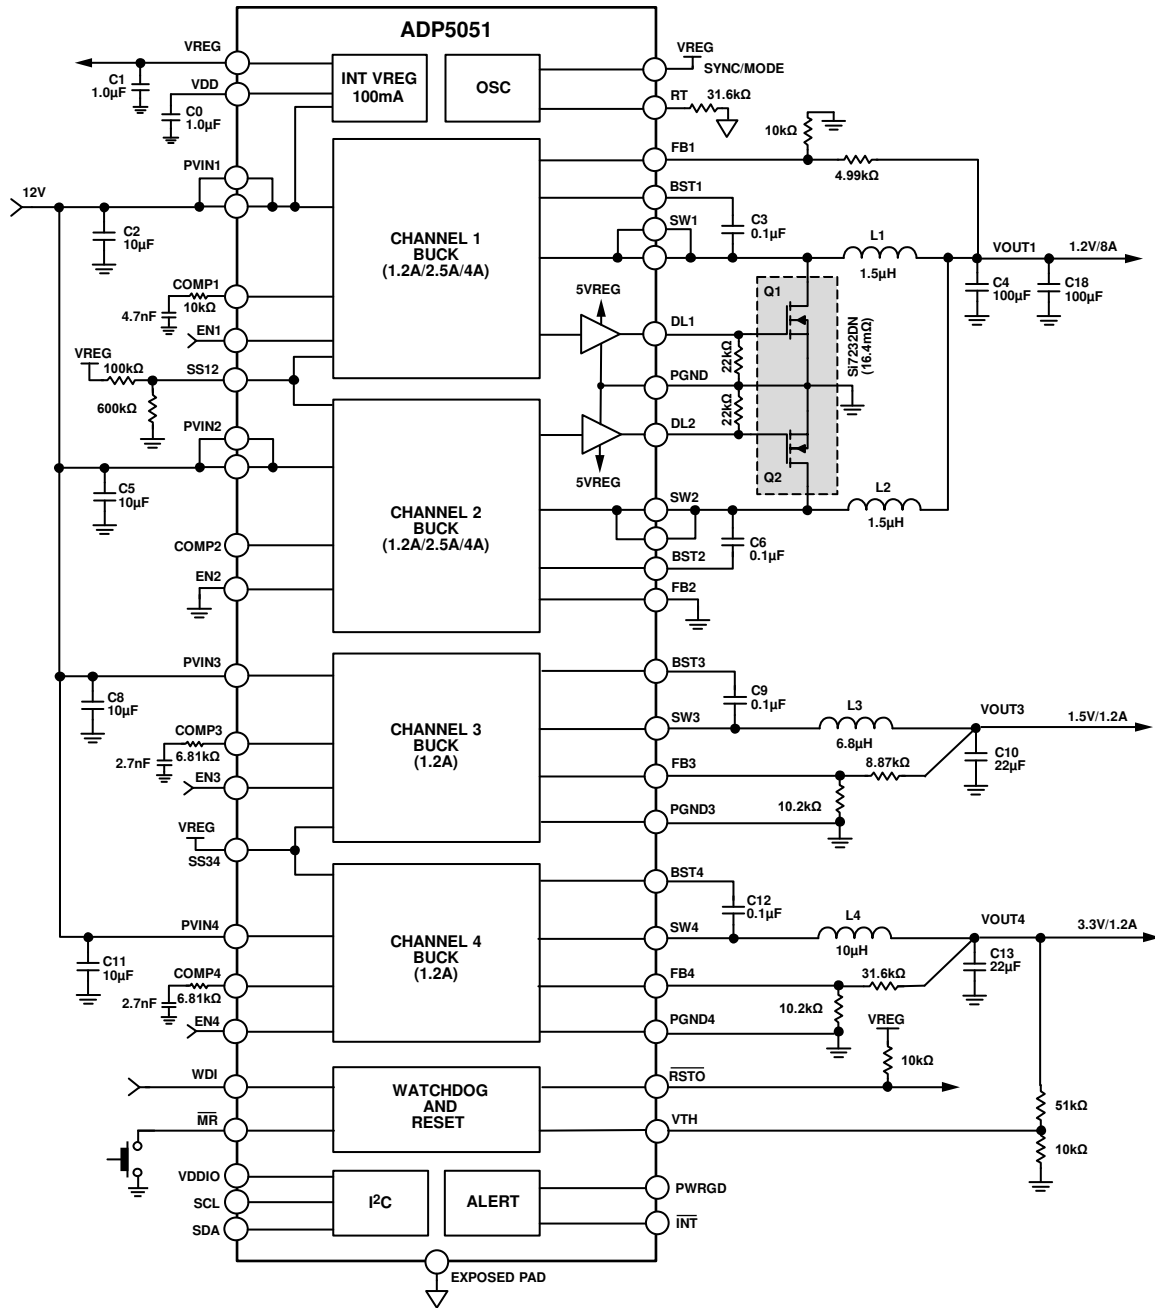 ADP5051
VREG
C1
1.0µF
VDD
C0
1.0µF
INT VREG
100mA
OSC
VREG
SYNC/MODE
RT
31.6kΩ
10kΩ
FB1
4.99kΩ
PVIN1
12V
C2
10µF
BST1
C3
0.1µF
SW1
L1
1.5µH
VOUT1
1.2V/8A
C4
100µF
C18
100µF
CHANNEL 1
BUCK
(1.2A/2.5A/4A)
COMP1
10kΩ
4.7nF
EN1
5VREG
Q1
DL1
22kΩ
Si7232DN
(16.4mΩ)
VREG
100kΩ
SS12
600kΩ
PGND
22kΩ
PVIN2
DL2
5VREG
Q2
C5
10µF
CHANNEL 2
BUCK
(1.2A/2.5A/4A)
SW2
L2
1.5µH
COMP2
C6
0.1µF
BST2
EN2
FB2
PVIN3
C8
10µF
BST3
C9
0.1µF
CHANNEL 3
BUCK
(1.2A)
SW3
L3
6.8µH
VOUT3
1.5V/1.2A
C10
22µF
COMP3
6.81kΩ
2.7nF
EN3
FB3
8.87kΩ
10.2kΩ
PGND3
VREG
SS34
BST4
C12
0.1µF
PVIN4
CHANNEL 4
BUCK
(1.2A)
SW4
L4
10µH
VOUT4
3.3V/1.2A
C13
22µF
C11
10µF
COMP4
6.81kΩ
2.7nF
EN4
FB4
31.6kΩ
10.2kΩ
PGND4
VREG
10kΩ
WDI
WATCHDOG
AND
RESET
RSTO
51kΩ
MR
VTH
10kΩ
VDDIO
SCL
SDA
I²C
ALERT
PWRGD
INT
EXPOSED PAD